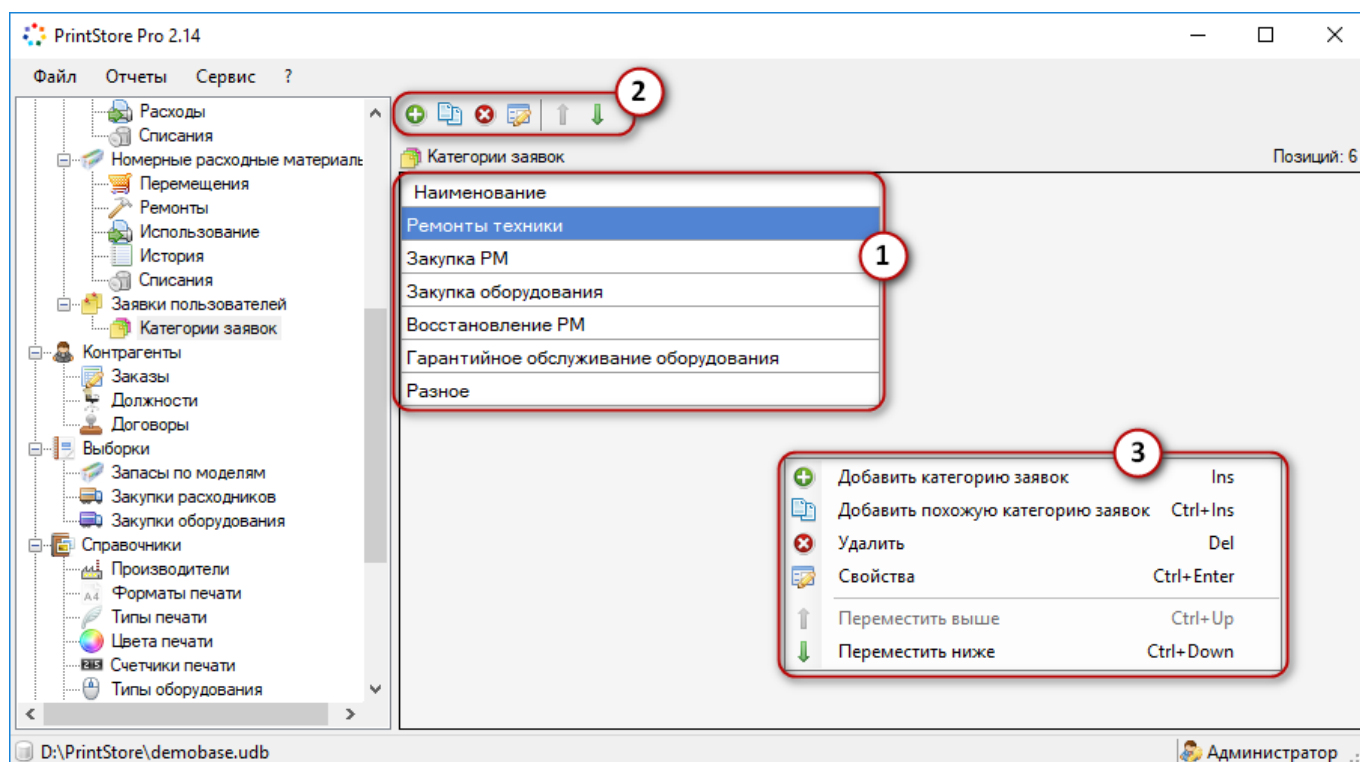 PrintStore Pro 2.14
Файл Отчеты Сервис ?
Расходы
Списания
Номерные расходные материаль
Перемещения
Ремонты
Использование
История
Списания
Заявки пользователей
Категории заявок
Контрагенты
Заказы
Должности
Договоры
Выборки
Запасы по моделям
Закупки расходников
Закупки оборудования
Справочники
Производители
A4 Форматы печати
Типы печати
Цвета печати
Счетчики печати
Типы оборудования
2
Категории заявок Позиций: 6
Наименование
Ремонты техники
1
Закупка РМ
Закупка оборудования
Восстановление РМ
Гарантийное обслуживание оборудования
Разное
3
Добавить категорию заявок Ins
Добавить похожую категорию заявок Ctrl+Ins
Удалить Del
Свойства Ctrl+Enter
Переместить выше Ctrl+Up
Переместить ниже Ctrl+Down
D:\PrintStore\demobase.udb Администратор